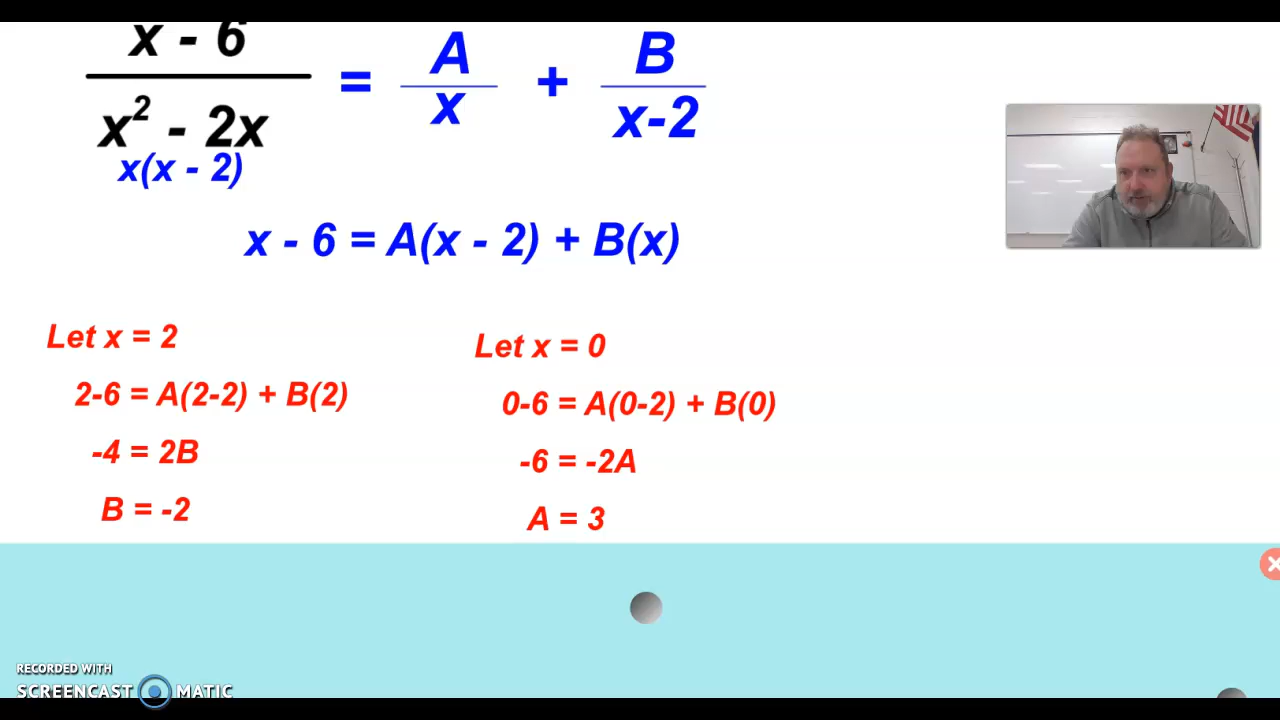 x - 6 / x² - 2x = A / x + B / x-2
x(x - 2)
x - 6 = A(x - 2) + B(x)
Let x = 2
2-6 = A(2-2) + B(2)
-4 = 2B
B = -2
Let x = 0
0-6 = A(0-2) + B(0)
-6 = -2A
A = 3
RECORDED WITH
SCREENCAST MATIC